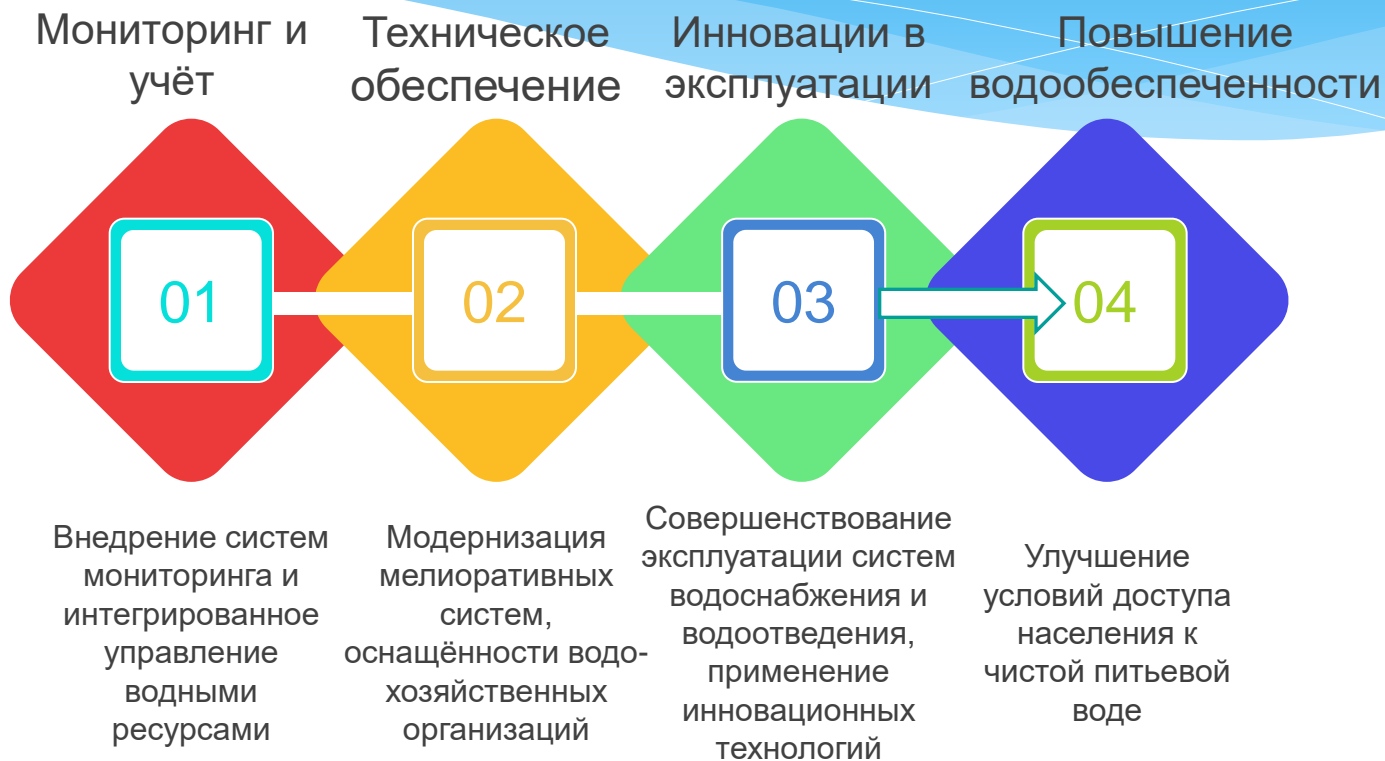 Мониторинг и
учёт
Техническое
обеспечение
Инновации в
эксплуатации
Повышение
водообеспеченности
01
02
03
04
Внедрение систем
мониторинга и
интегрированное
управление
водными
ресурсами
Модернизация
мелиоративных
систем,
оснащённости водо-
хозяйственных
организаций
Совершенствование
эксплуатации систем
водоснабжения и
водоотведения,
применение
инновационных
технологий
Улучшение
условий доступа
населения к
чистой питьевой
воде